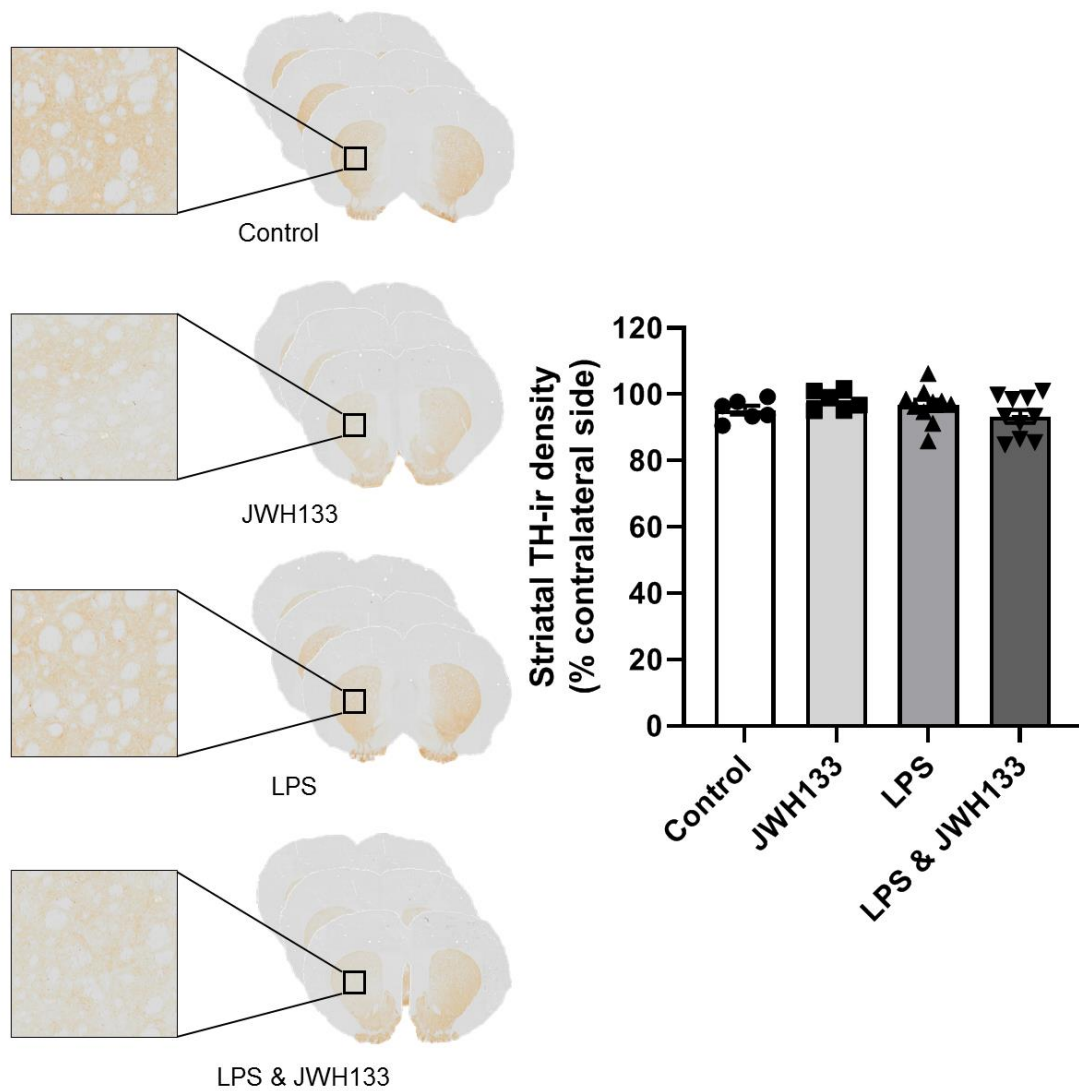 Control
JWH133
LPS
LPS & JWH133
Striatal TH-ir density
(% contralateral side)
120
100
80
60
40
20
0
Control
JWH133
LPS
LPS & JWH133